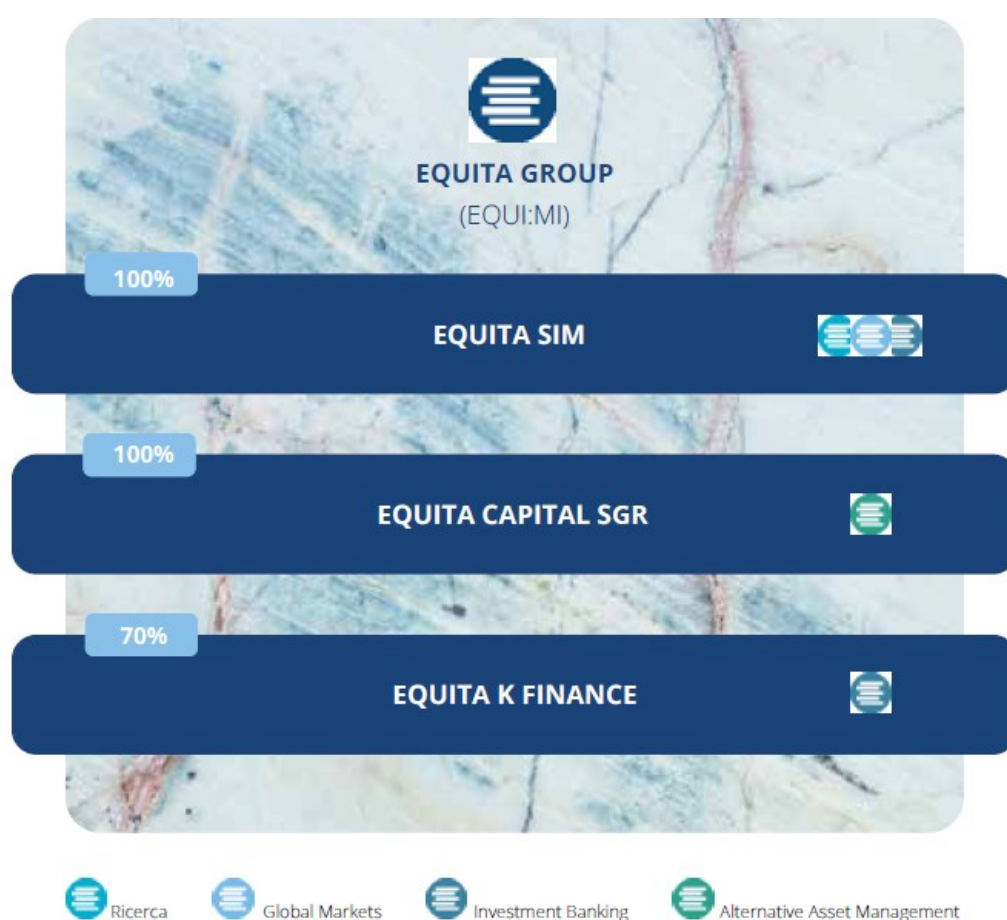 EQUITA GROUP
(EQUI:MI)
100%
EQUITA SIM
100%
EQUITA CAPITAL SGR
70%
EQUITA K FINANCE
Ricerca Global Markets Investment Banking Alternative Asset Management